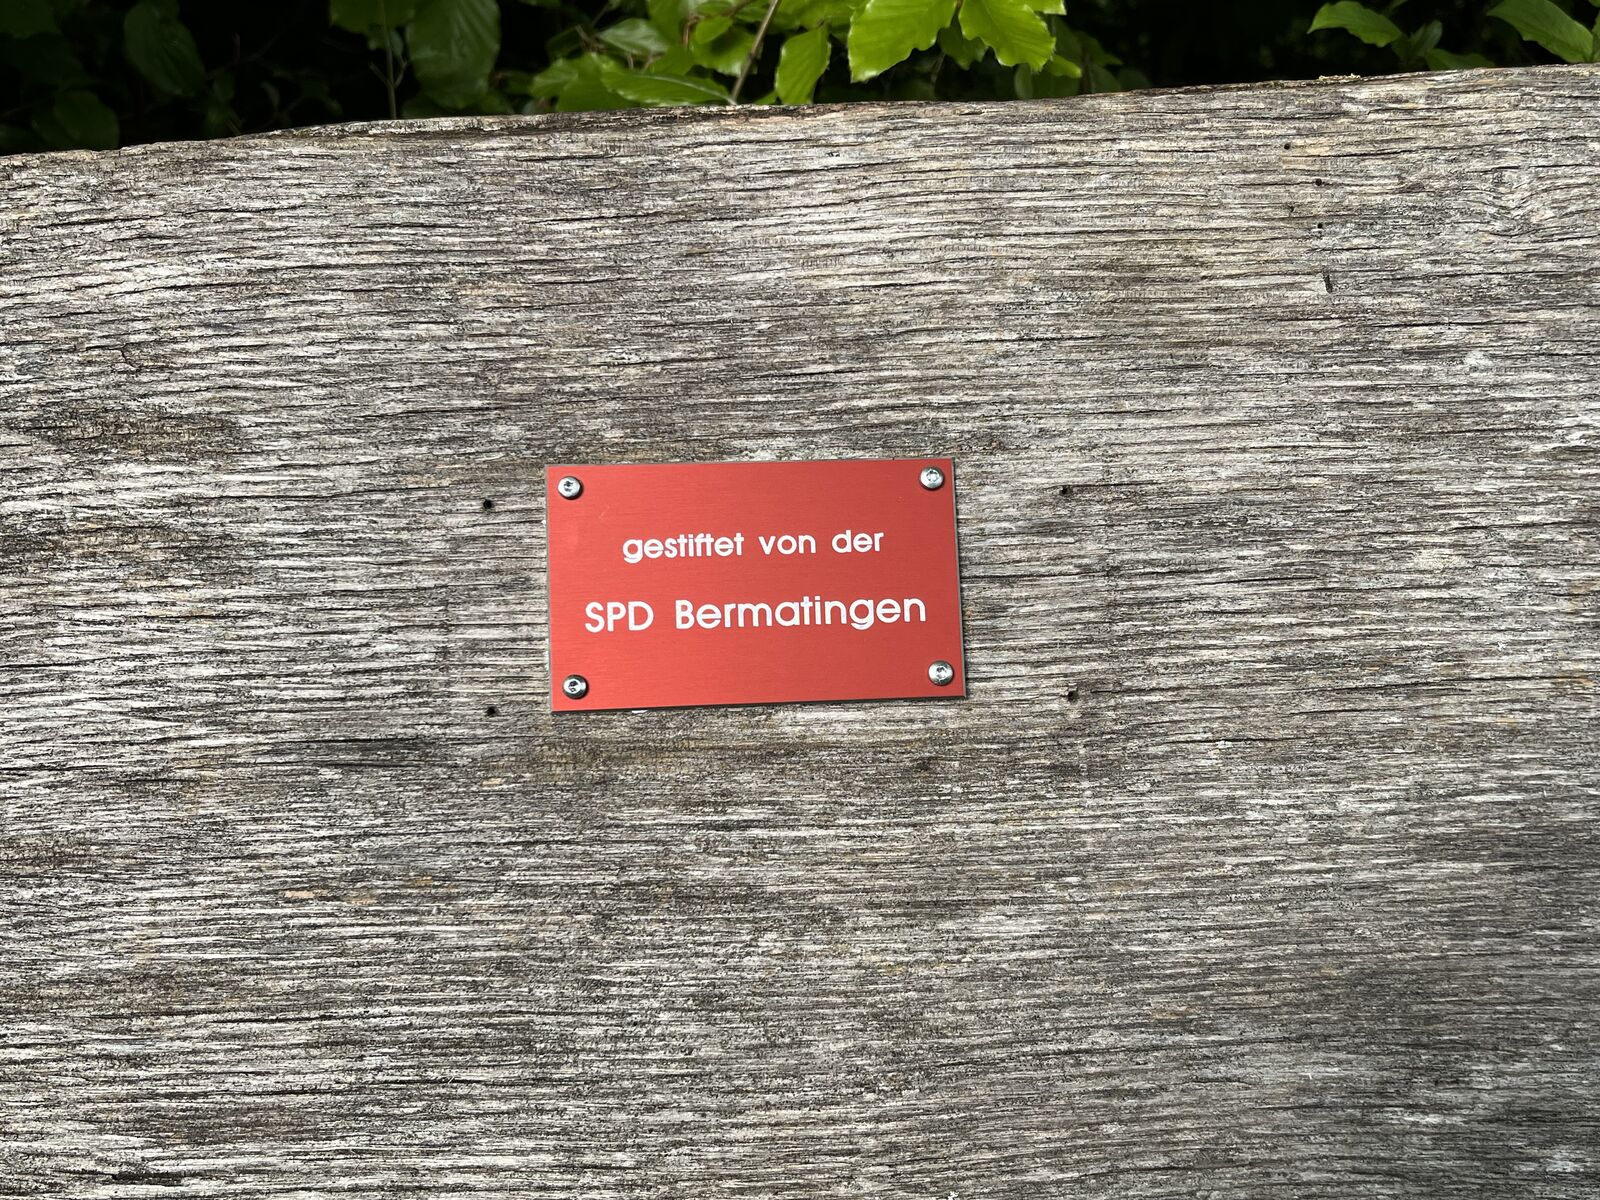 gestiftet von der
SPD Bermatingen